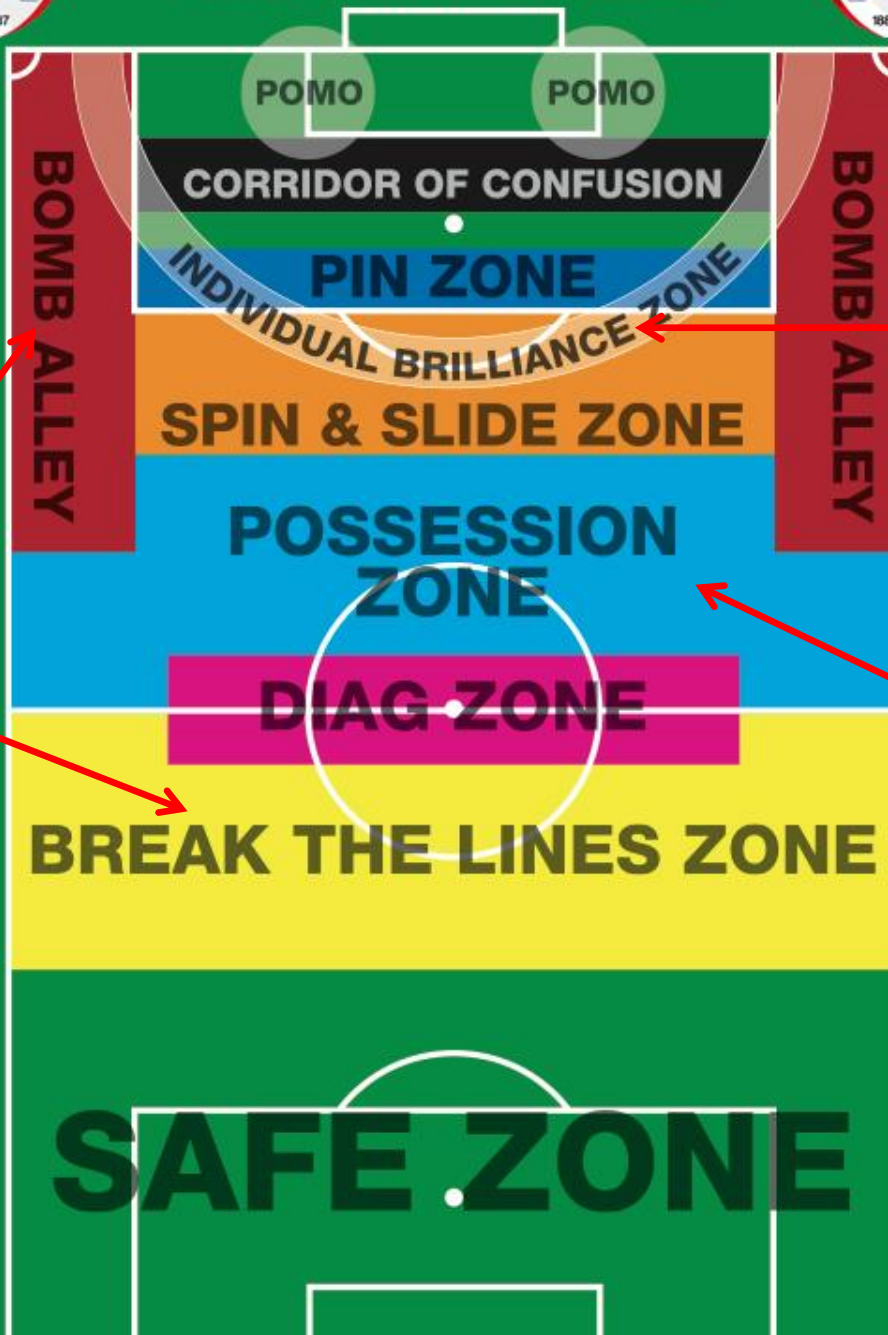 POMO
POMO
CORRIDOR OF CONFUSION
BOMB ALLEY
BOMB ALLEY
PIN ZONE
INDIVIDUAL BRILLIANCE ZONE
SPIN & SLIDE ZONE
POSSESSION
ZONE
DIAG ZONE
BREAK THE LINES ZONE
SAFE ZONE